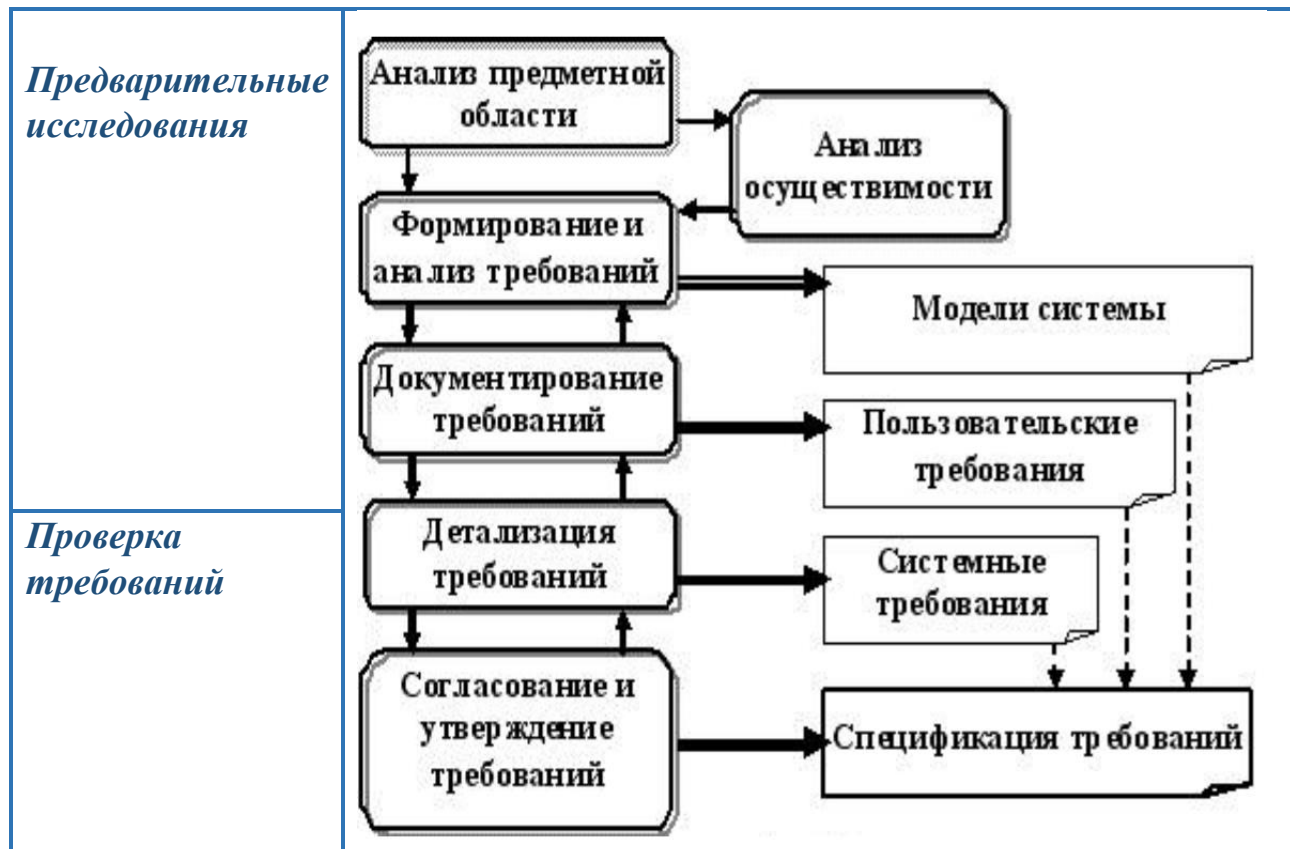 Предварительные
исследования
Анализ предметной
области
Анализ
осуществимости
Формирование и
анализ требований
Модели системы
Документирование
требований
Пользовательские
требования
Проверка
требований
Детализация
требований
Системные
требования
Согласование и
утверждение
требований
Спецификация требований